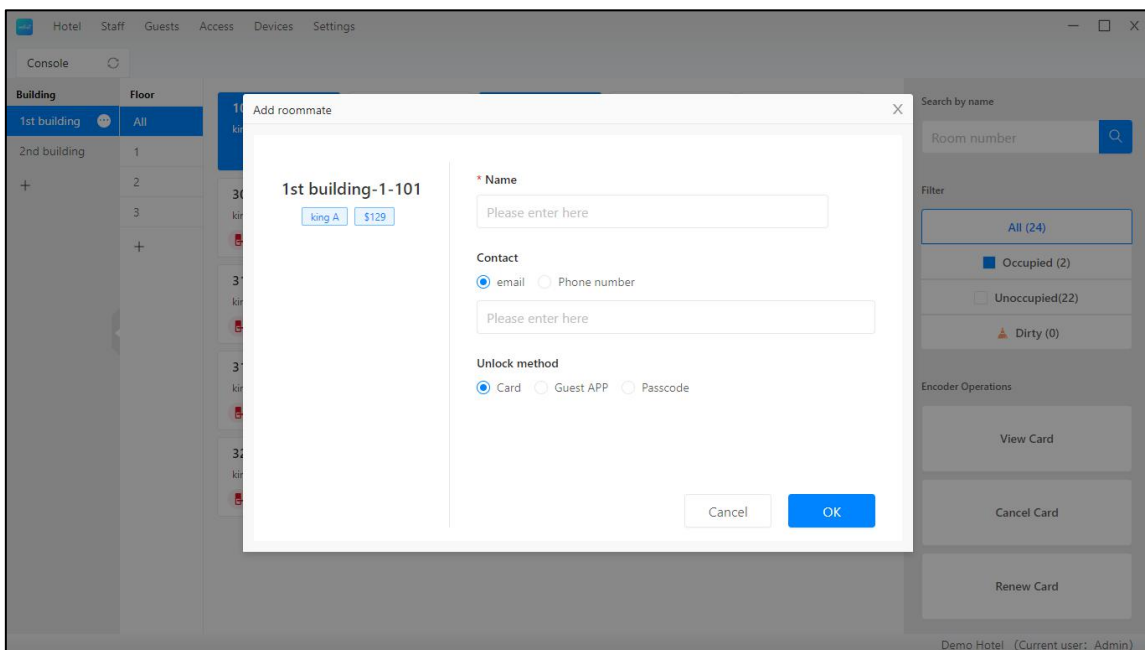 Hotel Staff Guests Access Devices Settings
Console
Building
Floor
1st building
All
2nd building
1
2
3
Add roommate
1st building-1-101
king A $129
* Name
Please enter here
Contact
email Phone number
Please enter here
Unlock method
Card Guest APP Passcode
Cancel OK
Search by name
Room number
Filter
All (24)
Occupied (2)
Unoccupied(22)
Dirty (0)
Encoder Operations
View Card
Cancel Card
Renew Card
Demo Hotel (Current user: Admin)